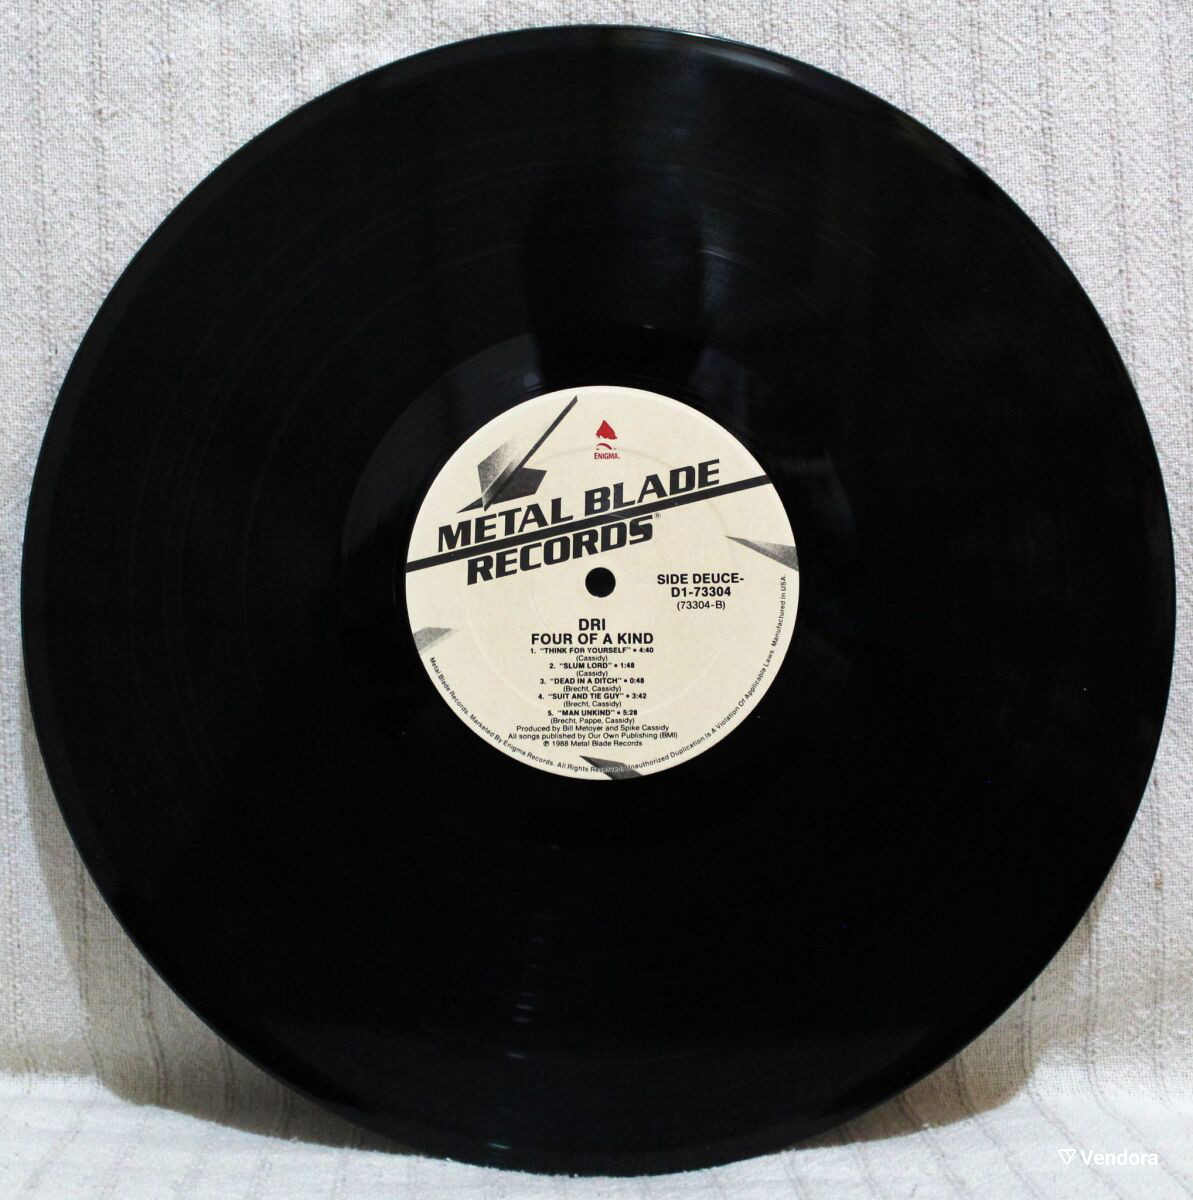 ENIGMA.
METAL BLADE
RECORDS®
SIDE DEUCE-
D1-73304
(73304-B)
DRI
FOUR OF A KIND
1. "THINK FOR YOURSELF" • 4:40
(Cassidy)
2. "SLUM LORD" • 1:48
(Cassidy)
3. "DEAD IN A DITCH" • 0:48
(Brecht, Cassidy)
4. "SUIT AND TIE GUY" • 3:42
(Brecht, Cassidy)
5. "MAN UNKIND" • 5:28
(Brecht, Pappe, Cassidy)
Produced by Bill Metoyer and Spike Cassidy
All songs published by Our Own Publishing (BMI)
℗ 1988 Metal Blade Records
Metal Blade Records. Marketed By Enigma Records. All Rights Reserved. Unauthorized Duplication Is A Violation Of Applicable Laws. Manufactured In USA.
Vendora